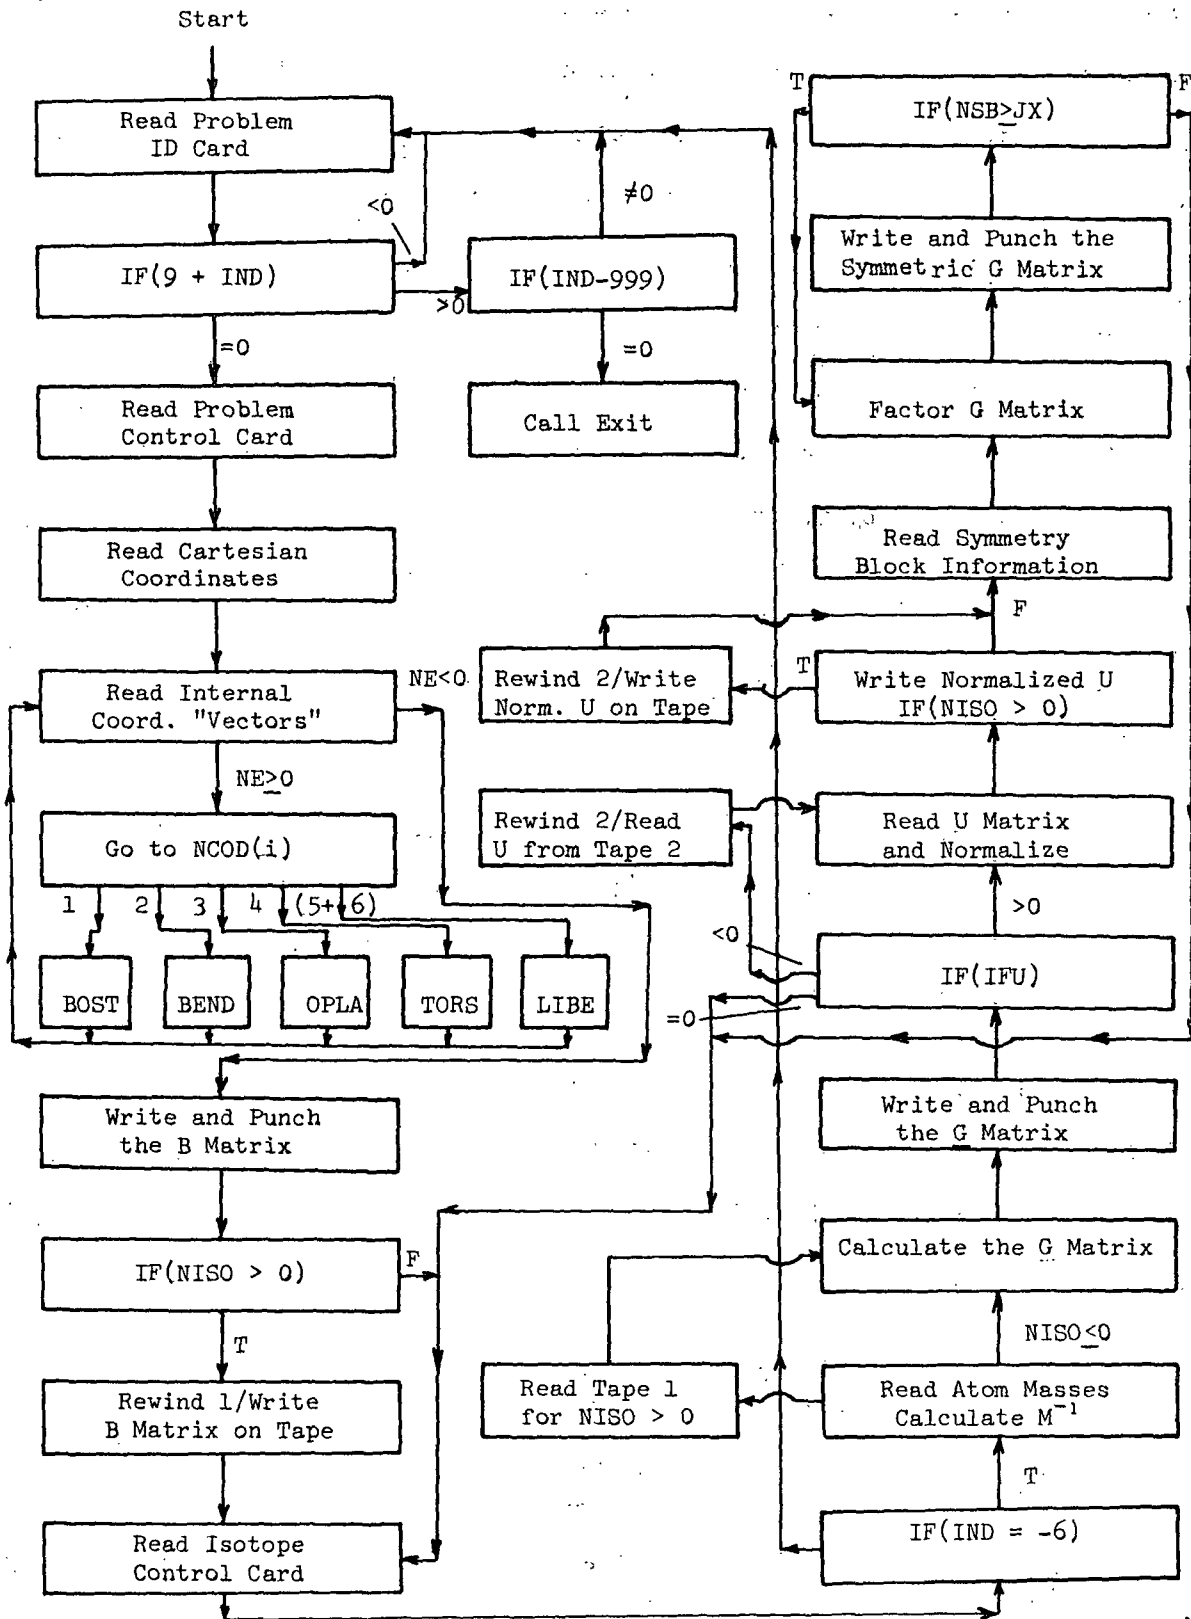 Start
Read Problem
ID Card
<0
IF(9 + IND)
>0
=0
≠0
IF(IND-999)
=0
Call Exit
Read Problem
Control Card
Read Cartesian
Coordinates
Read Internal
Coord. "Vectors"
NE<0
NE≥0
Go to NCOD(i)
1 2 3 4 (5+ 6)
BOST BEND OPLA TORS LIBE
Write and Punch
the B Matrix
IF(NISO > 0)
F
T
Rewind 1/Write
B Matrix on Tape
Read Isotope
Control Card
T
F
IF(NSB≥JX)
Write and Punch the
Symmetric G Matrix
Factor G Matrix
Read Symmetry
Block Information
F
Rewind 2/Write
Norm. U on Tape
T
Write Normalized U
IF(NISO > 0)
Rewind 2/Read
U from Tape 2
Read U Matrix
and Normalize
>0
<0
IF(IFU)
=0
Write and Punch
the G Matrix
Calculate the G Matrix
NISO≤0
Read Tape 1
for NISO > 0
Read Atom Masses
Calculate M⁻¹
T
IF(IND = -6)